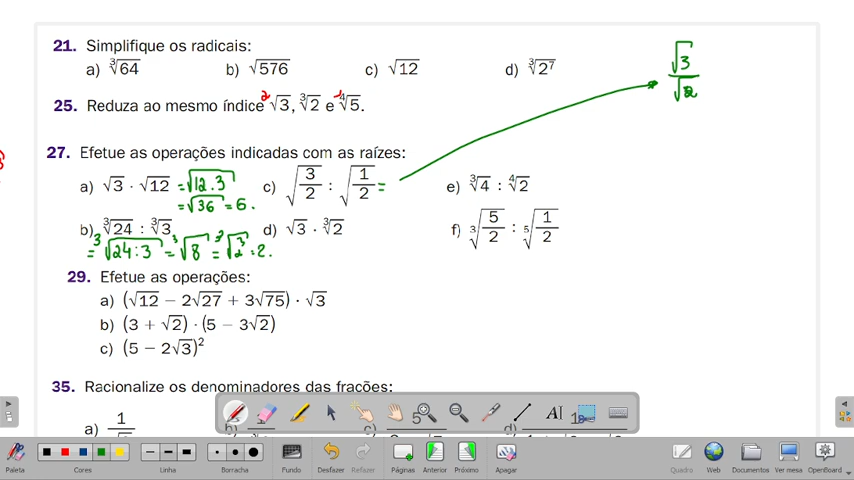 21. Simplifique os radicais:
a) ∛64 b) √576 c) √12 d) ∛2⁷
√3/√2
25. Reduza ao mesmo índice √3, ∛2 e ∜5.
27. Efetue as operações indicadas com as raízes:
a) √3 · √12 = √12.3 c) √(3/2) : √(1/2) = e) ∛4 : ∜2
= √36 = 6.
b) ∛24 : ∛3 d) √3 · ∛2 f) ∛(5/2) : ⁵√(1/2)
= ∛24:3 = ∛8 = ∛2³ = 2.
29. Efetue as operações:
a) (√12 − 2√27 + 3√75) · √3
b) (3 + √2) · (5 − 3√2)
c) (5 − 2√3)²
35. Racionalize os denominadores das frações:
a) 1
Paleta Cores Linha Borracha Fundo Desfazer Refazer Páginas Anterior Próximo Apagar Quadro Web Documentos Ver mesa OpenBoard